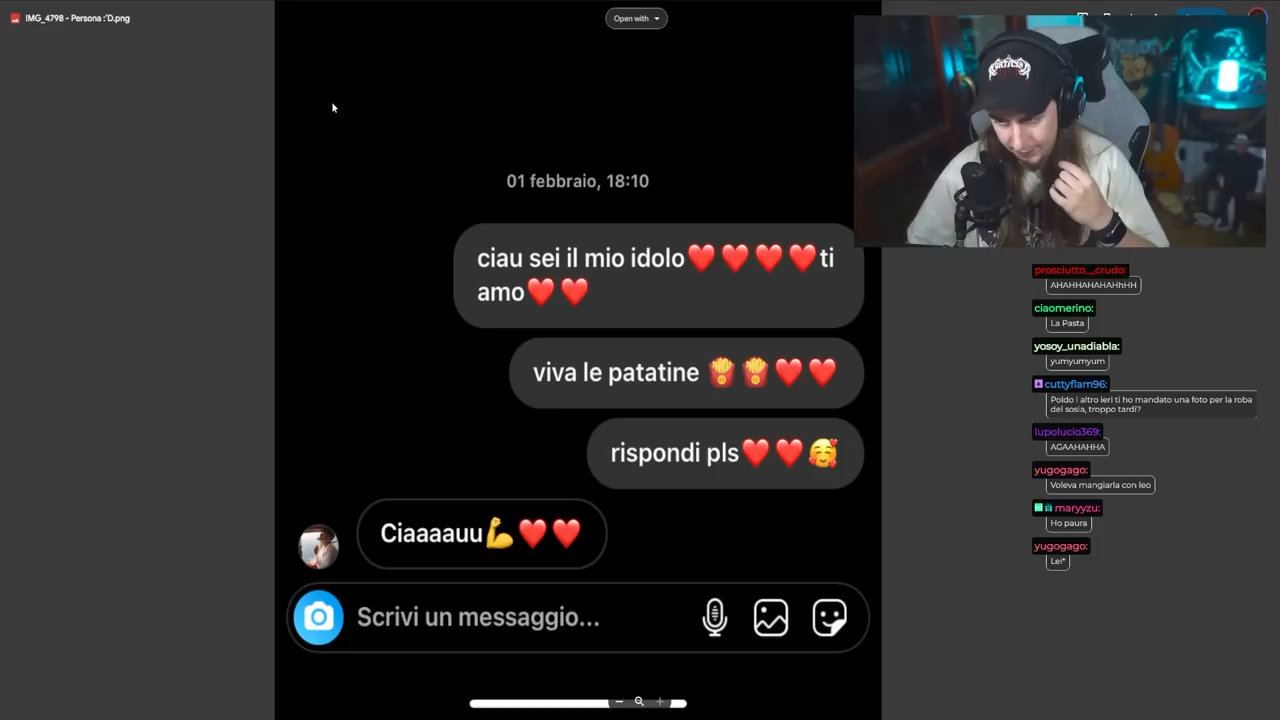 IMG_4798 - Persona :'D.png
Open with
01 febbraio, 18:10
ciau sei il mio idolo❤️❤️❤️❤️ti
amo❤️❤️
viva le patatine 🍟🍟❤️❤️
rispondi pls❤️❤️🥰
Ciaaaauu💪❤️❤️
Scrivi un messaggio...
prosciutto__crudo:
AHAHHAHAHAHhHH
ciaomerino:
La Pasta
yosoy_unadiabla:
yumyumyum
cuttyflam96:
Poldo l altro ieri ti ho mandato una foto per la roba
del sosia, troppo tardi?
lupolucio369:
AGAAHAHHA
yugogago:
Voleva mangiarla con leo
maryyzu:
Ho paura
yugogago:
Lei*